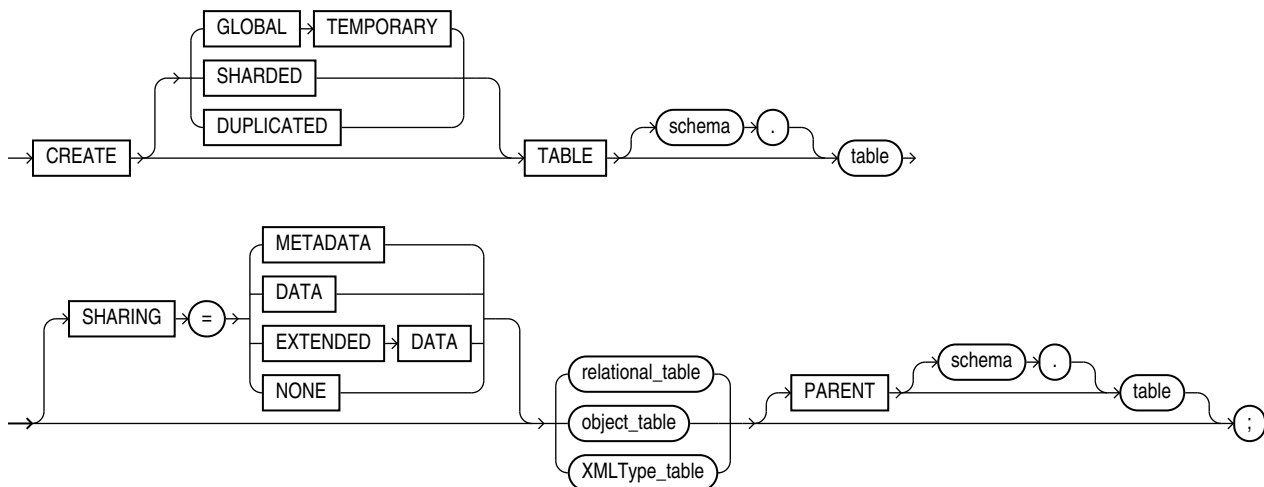 GLOBAL TEMPORARY
SHARDED
DUPLICATED
schema .
CREATE TABLE table
METADATA
SHARING = DATA
EXTENDED DATA
NONE
relational_table
object_table
XMLType_table
schema .
PARENT table
;